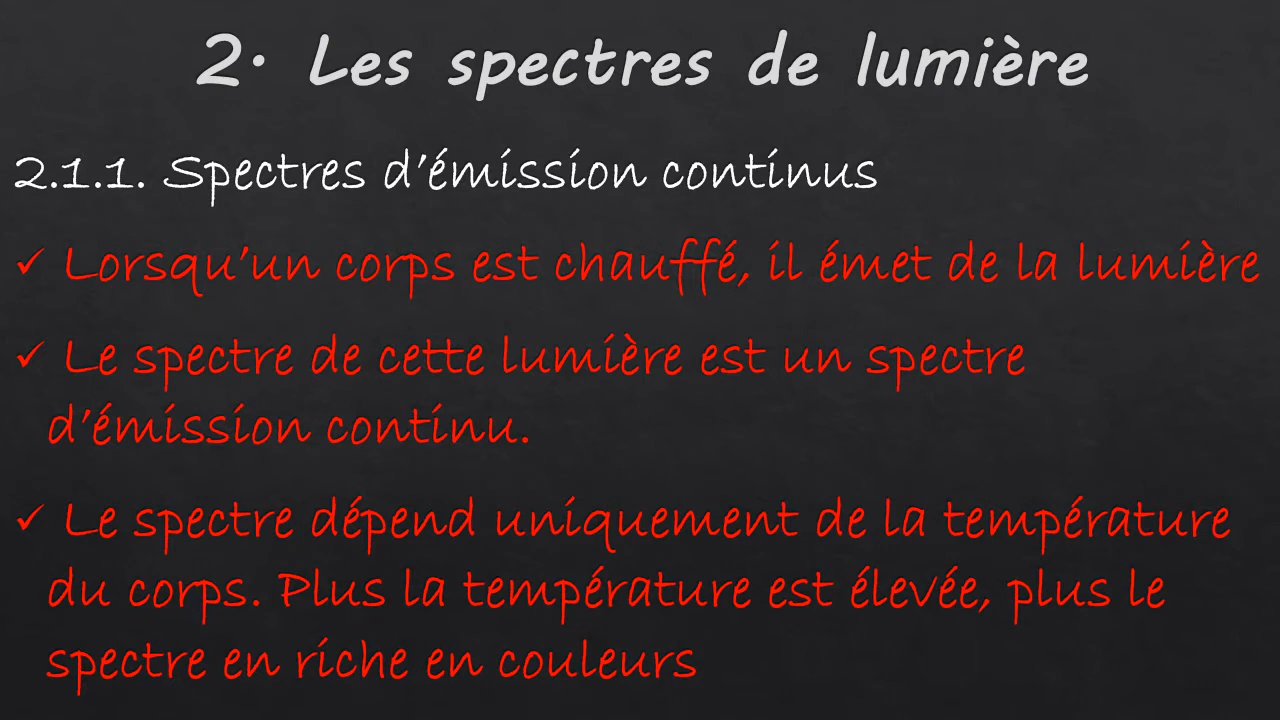 2. Les spectres de lumière
2.1.1. Spectres d'émission continus
✓ Lorsqu'un corps est chauffé, il émet de la lumière
✓ Le spectre de cette lumière est un spectre
d'émission continu.
✓ Le spectre dépend uniquement de la température
du corps. Plus la température est élevée, plus le
spectre en riche en couleurs